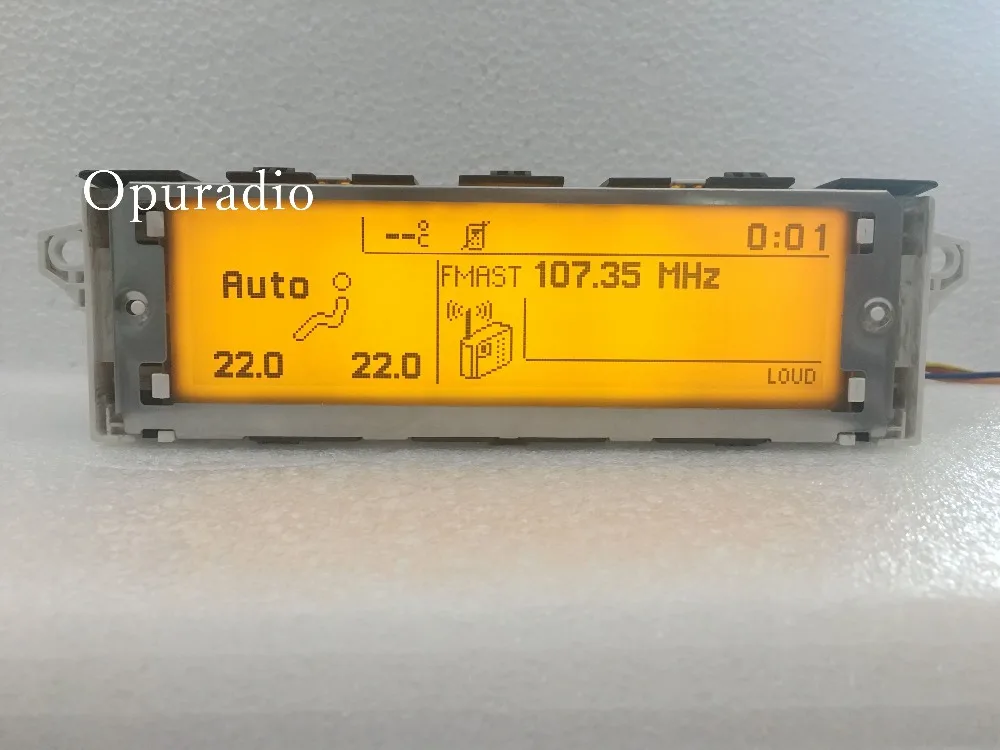 Opuradio
--°C 0:01
Auto
FMAST 107.35 MHz
22.0 22.0
LOUD